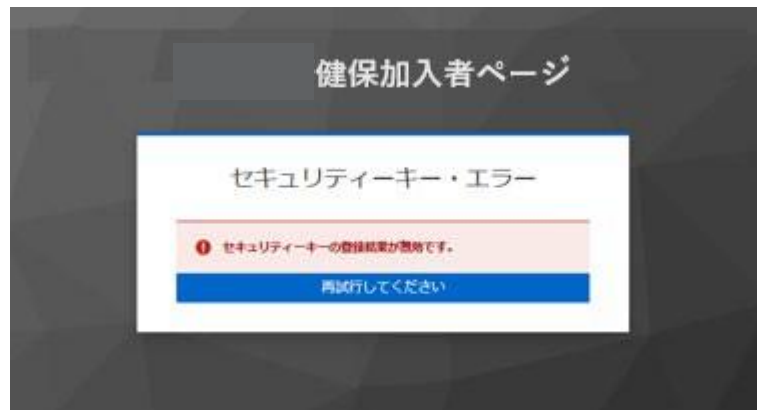 健保加入者ページ
セキュリティーキー・エラー
セキュリティーキーの登録結果が無効です。
再試行してください